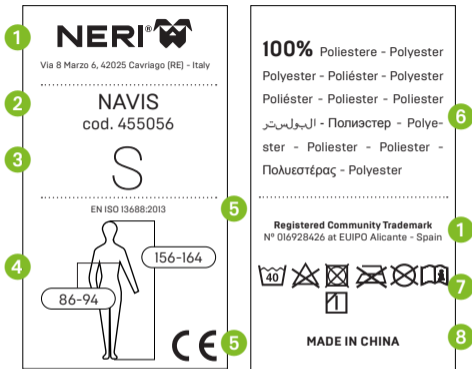 1
NERI®
Via 8 Marzo 6, 42025 Cavriago (RE) - Italy
2
NAVIS
cod. 455056
3
S
EN ISO 13688:2013
5
4
156-164
86-94
CE
5
100% Poliestere - Polyester
Polyester - Poliéster - Polyester
Poliéster - Poliester - Poliester
البولستر - Полиэстер - Polye-
ster - Poliester - Poliester -
Πολυεστέρας - Polyester
6
Registered Community Trademark
N° 016928426 at EUIPO Alicante - Spain
1
40
7
MADE IN CHINA
8